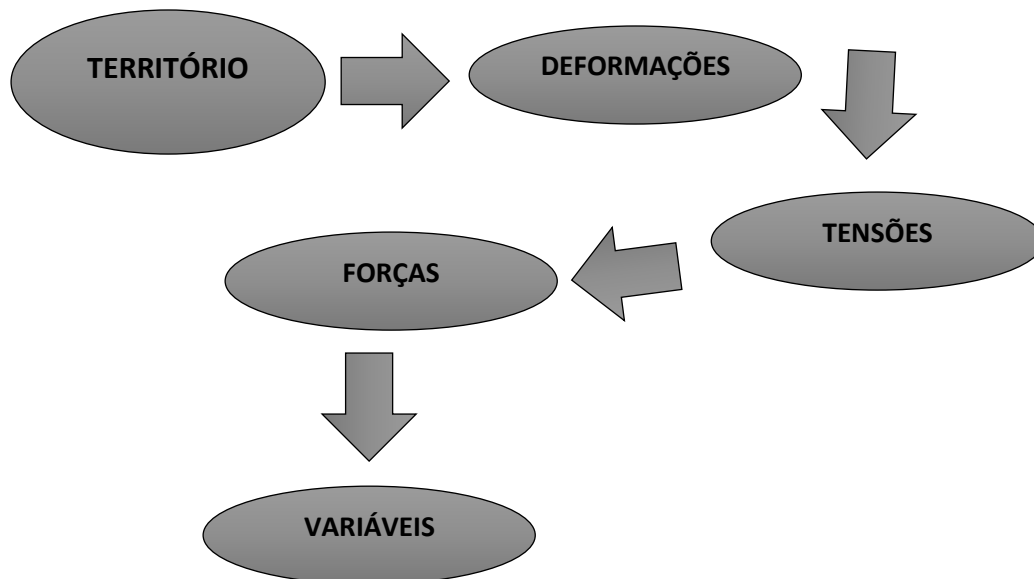 TERRITÓRIO
DEFORMAÇÕES
TENSÕES
FORÇAS
VARIÁVEIS